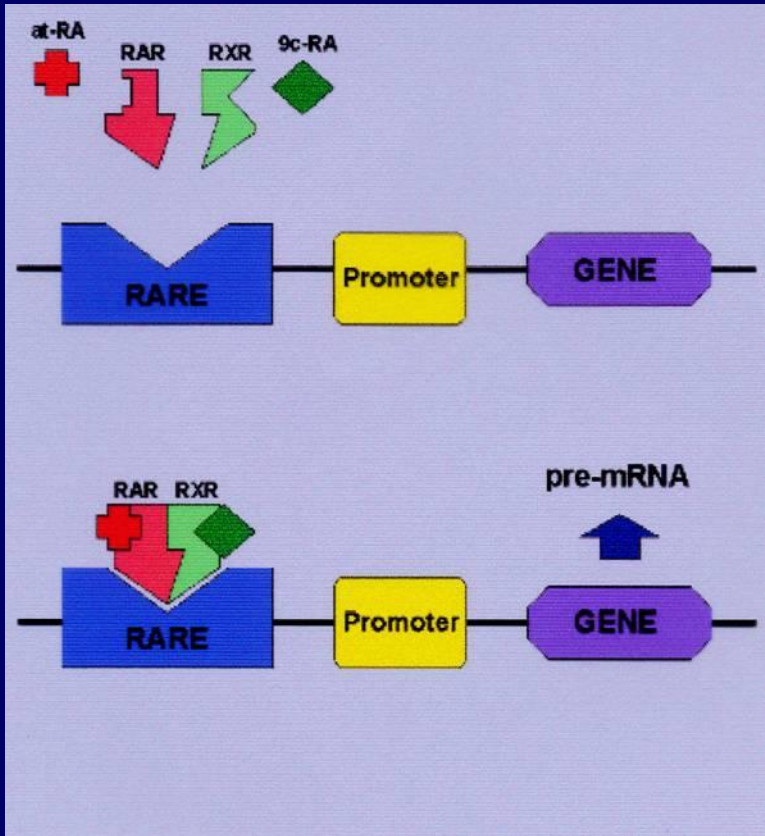 at-RA
RAR
RXR
9c-RA
RARE
Promoter
GENE
pre-mRNA
RAR
RXR
RARE
Promoter
GENE